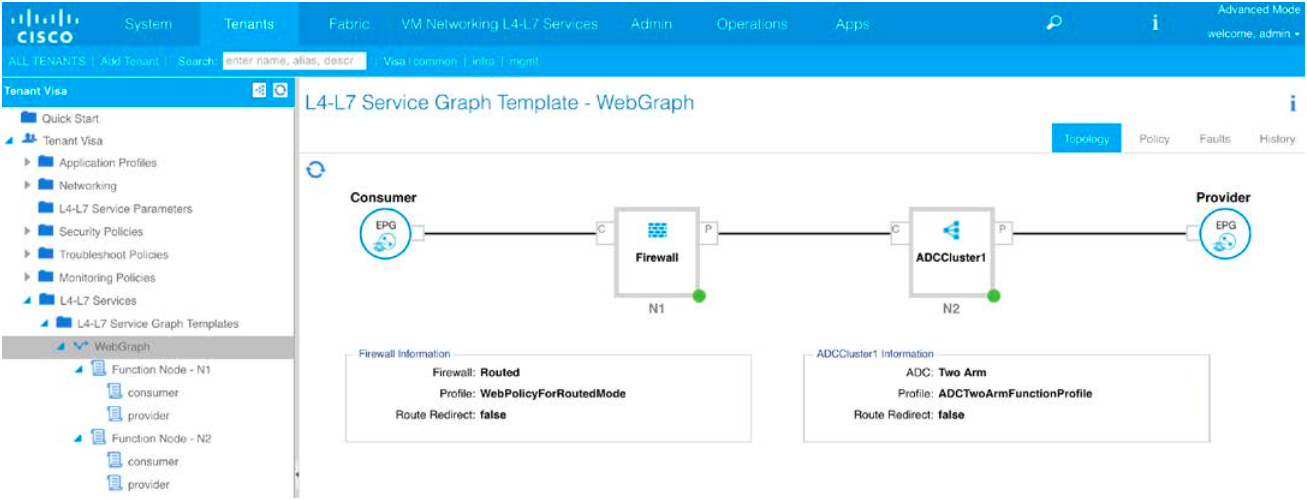 Advanced Mode
CISCO System Tenants Fabric VM Networking L4-L7 Services Admin Operations Apps i welcome, admin
ALL TENANTS | Add Tenant | Search: enter name, alias, descr | Visa | common | infra | mgmt
Tenant Visa
Quick Start
Tenant Visa
Application Profiles
Networking
L4-L7 Service Parameters
Security Policies
Troubleshoot Policies
Monitoring Policies
L4-L7 Services
L4-L7 Service Graph Templates
WebGraph
Function Node - N1
consumer
provider
Function Node - N2
consumer
provider
L4-L7 Service Graph Template - WebGraph i
Topology Policy Faults History
Consumer Provider
EPG C P C P EPG
Firewall ADCCluster1
N1 N2
Firewall Information
Firewall: Routed
Profile: WebPolicyForRoutedMode
Route Redirect: false
ADCCluster1 Information
ADC: Two Arm
Profile: ADCTwoArmFunctionProfile
Route Redirect: false